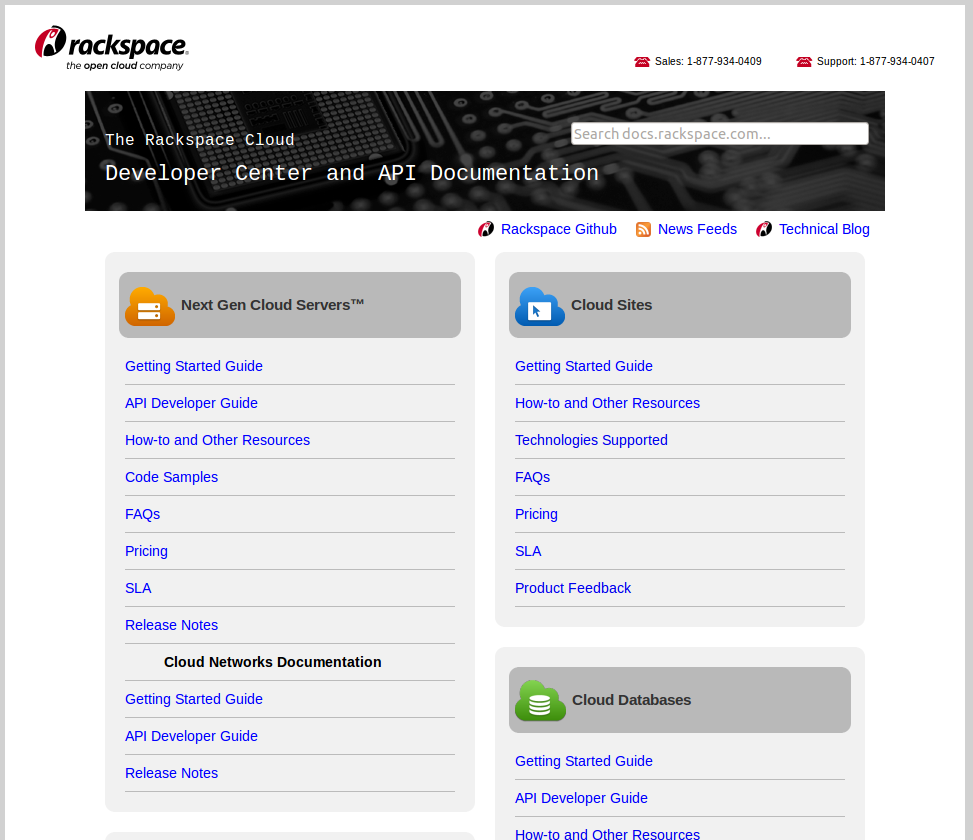 rackspace.
the open cloud company
Sales: 1-877-934-0409
Support: 1-877-934-0407
The Rackspace Cloud
Search docs.rackspace.com...
Developer Center and API Documentation
Rackspace Github
News Feeds
Technical Blog
Next Gen Cloud Servers™
Getting Started Guide
API Developer Guide
How-to and Other Resources
Code Samples
FAQs
Pricing
SLA
Release Notes
Cloud Networks Documentation
Getting Started Guide
API Developer Guide
Release Notes
Cloud Sites
Getting Started Guide
How-to and Other Resources
Technologies Supported
FAQs
Pricing
SLA
Product Feedback
Cloud Databases
Getting Started Guide
API Developer Guide
How-to and Other Resources